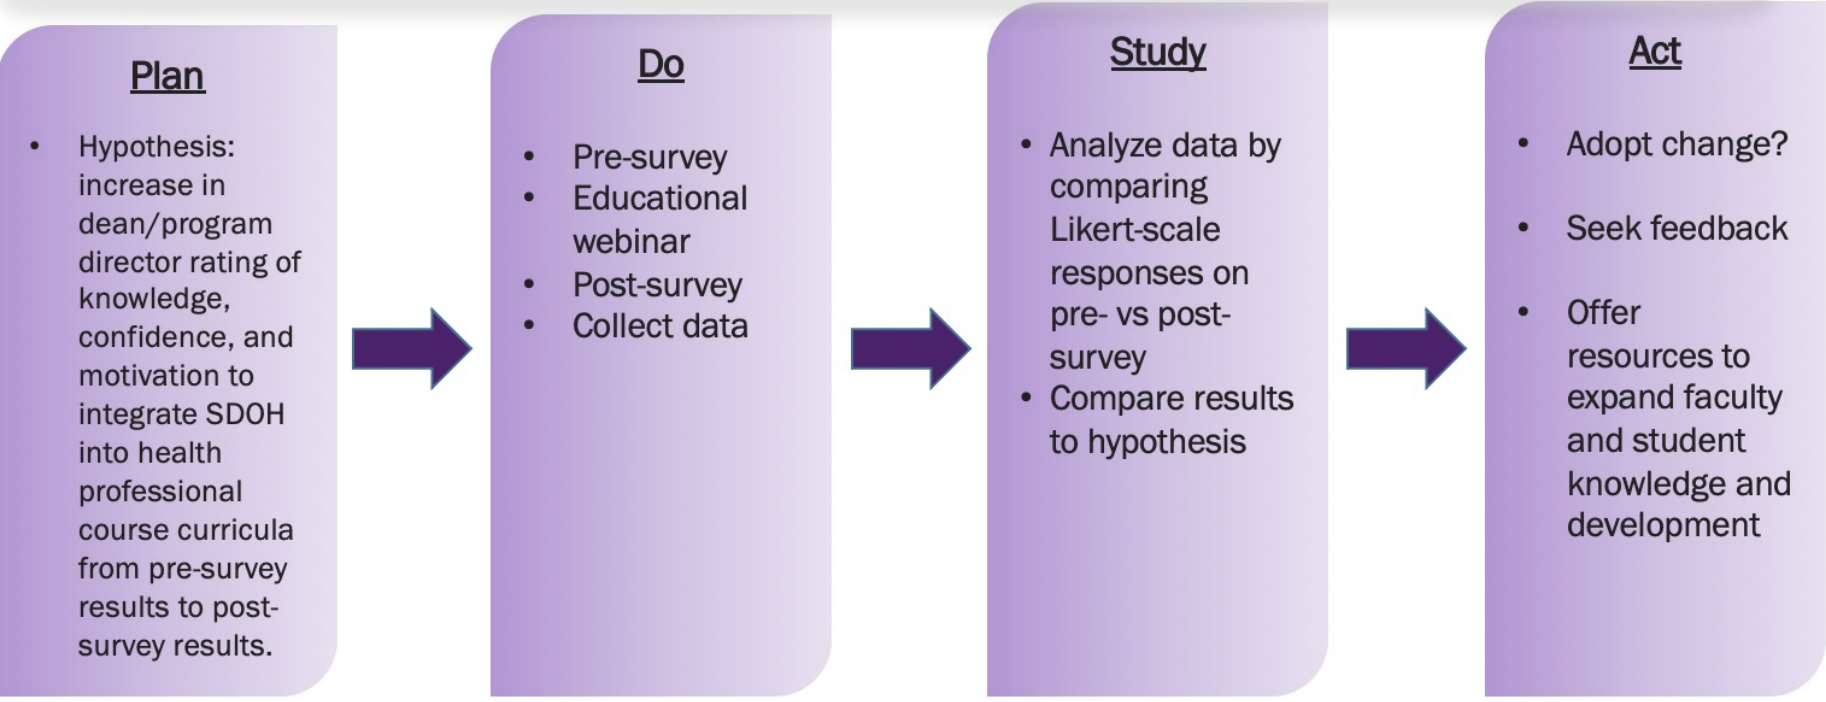 Plan
• Hypothesis:
increase in
dean/program
director rating of
knowledge,
confidence, and
motivation to
integrate SDOH
into health
professional
course curricula
from pre-survey
results to post-
survey results.
Do
• Pre-survey
• Educational
webinar
• Post-survey
• Collect data
Study
• Analyze data by
comparing
Likert-scale
responses on
pre- vs post-
survey
• Compare results
to hypothesis
Act
• Adopt change?
• Seek feedback
• Offer
resources to
expand faculty
and student
knowledge and
development